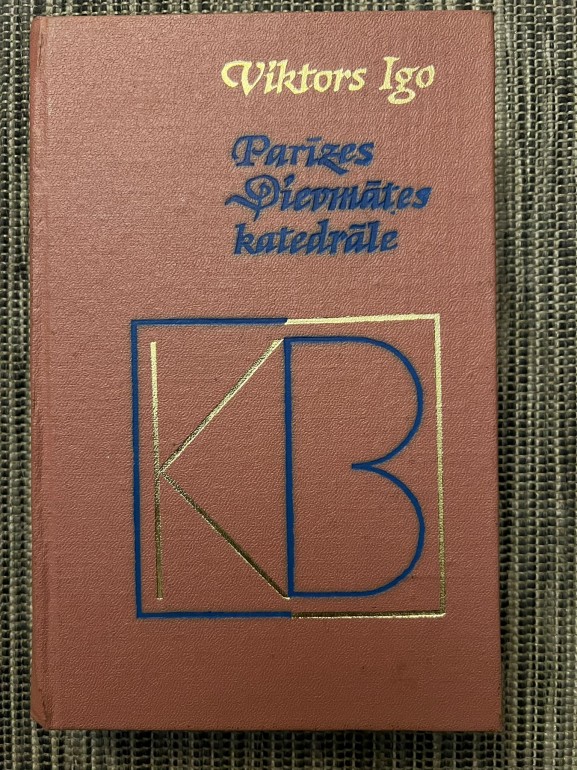 Viktors Igo
Parīzes
Dievmātes
katedrāle
KB